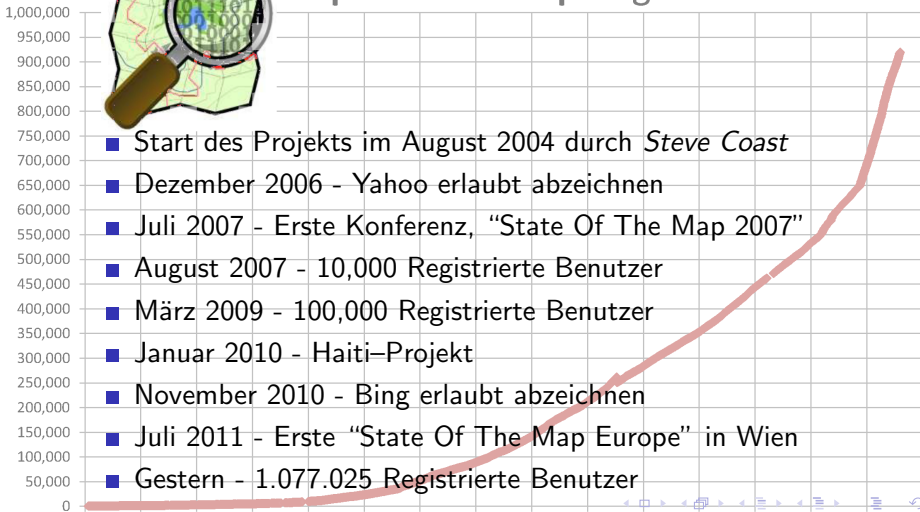 1,000,000
950,000
900,000
850,000
800,000
750,000
Start des Projekts im August 2004 durch Steve Coast
700,000
650,000
Dezember 2006 - Yahoo erlaubt abzeichnen
600,000
550,000
Juli 2007 - Erste Konferenz, “State Of The Map 2007”
500,000
August 2007 - 10,000 Registrierte Benutzer
450,000
400,000
März 2009 - 100,000 Registrierte Benutzer
350,000
300,000
Januar 2010 - Haiti–Projekt
250,000
November 2010 - Bing erlaubt abzeichnen
200,000
150,000
Juli 2011 - Erste “State Of The Map Europe” in Wien
100,000
50,000
Gestern - 1.077.025 Registrierte Benutzer
0